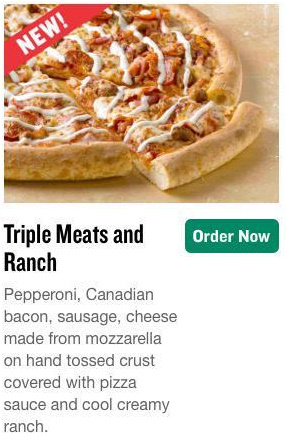 NEW!
Triple Meats and
Ranch
Order Now
Pepperoni, Canadian
bacon, sausage, cheese
made from mozzarella
on hand tossed crust
covered with pizza
sauce and cool creamy
ranch.